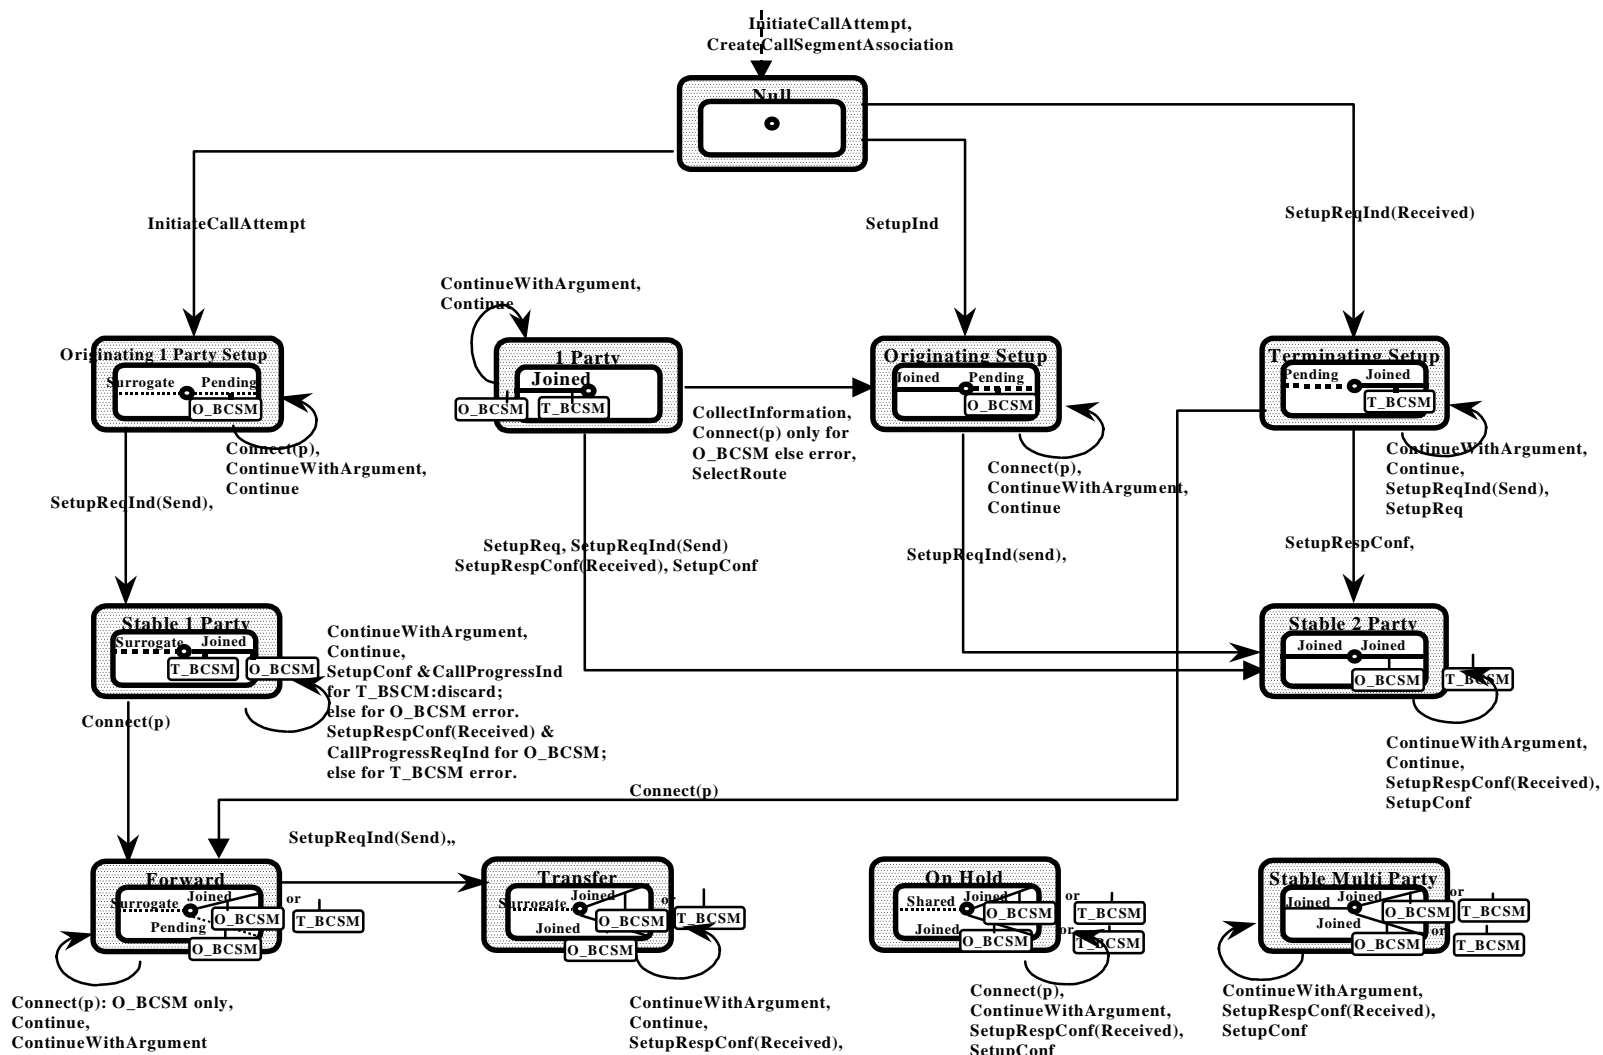 InitiateCallAttempt,
CreateCallSegmentAssociation
Null
InitiateCallAttempt
SetupInd
SetupReqInd(Received)
ContinueWithArgument,
Continue
Originating 1 Party Setup
Surrogate Pending
O_BCSM
1 Party
Joined
O_BCSM T_BCSM
Originating Setup
Joined Pending
O_BCSM
Terminating Setup
Pending Joined
T_BCSM
Connect(p),
ContinueWithArgument,
Continue
CollectInformation,
Connect(p) only for
O_BCSM else error,
SelectRoute
Connect(p),
ContinueWithArgument,
Continue
ContinueWithArgument,
Continue,
SetupReqInd(Send),
SetupReq
SetupReqInd(Send),
SetupReq, SetupReqInd(Send)
SetupRespConf(Received), SetupConf
SetupReqInd(send),
SetupRespConf,
Stable 1 Party
Surrogate Joined
T_BCSM O_BCSM
ContinueWithArgument,
Continue,
SetupConf &CallProgressInd
for T_BSCM:discard;
else for O_BCSM error.
SetupRespConf(Received) &
CallProgressReqInd for O_BCSM;
else for T_BCSM error.
Stable 2 Party
Joined Joined
O_BCSM T_BCSM
Connect(p)
ContinueWithArgument,
Continue,
SetupRespConf(Received),
SetupConf
Connect(p)
SetupReqInd(Send),,
Forward
Joined
Surrogate
O_BCSM or T_BCSM
Pending
O_BCSM
Transfer
Joined
Surrogate
O_BCSM or T_BCSM
Joined
O_BCSM
On Hold
Shared Joined
O_BCSM or T_BCSM
Joined
O_BCSM or T_BCSM
Stable Multi Party
Joined Joined
O_BCSM or T_BCSM
Joined
O_BCSM or T_BCSM
Connect(p): O_BCSM only,
Continue,
ContinueWithArgument
ContinueWithArgument,
Continue,
SetupRespConf(Received),
Connect(p),
ContinueWithArgument,
SetupRespConf(Received),
SetupConf
ContinueWithArgument,
SetupRespConf(Received),
SetupConf